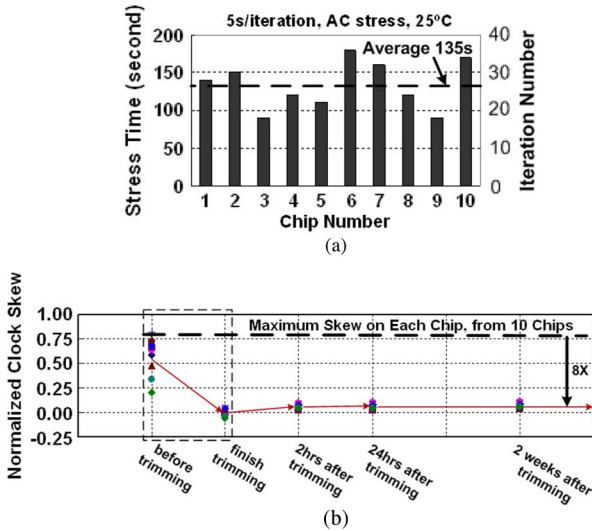 5s/iteration, AC stress, 25ºC
Stress Time (second)
200
150
100
50
0
Average 135s
40
30
20
10
0
Iteration Number
1 2 3 4 5 6 7 8 9 10
Chip Number
(a)
Normalized Clock Skew
1.00
0.75
0.50
0.25
0.00
-0.25
Maximum Skew on Each Chip, from 10 Chips
8X
before
trimming
finish
trimming
2hrs after
trimming
24hrs after
trimming
2 weeks after
trimming
(b)